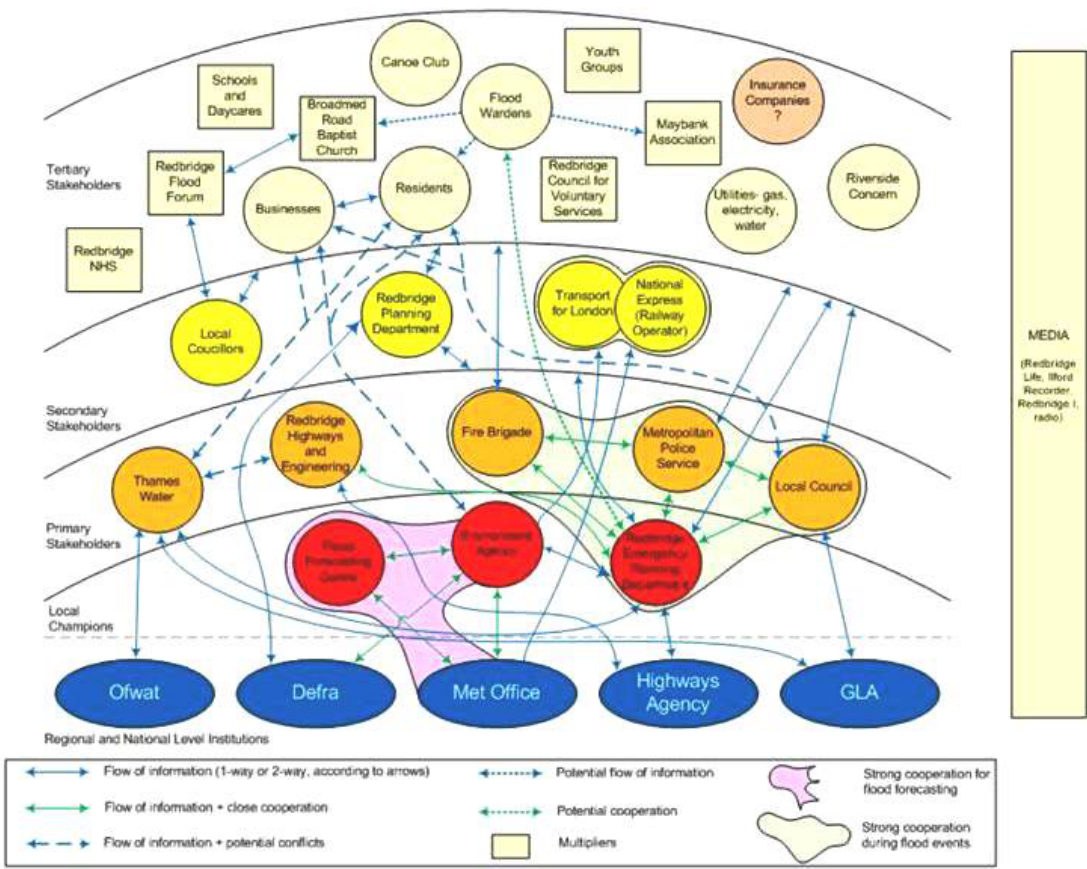 Canoe Club
Youth
Groups
Schools
and
Daycares
Insurance
Companies
?
Broadmed
Road
Baptist
Church
Flood
Wardens
Maybank
Association
Tertiary
Stakeholders
Redbridge
Flood
Forum
Residents
Redbridge
Council for
Voluntary
Services
Riverside
Concern
Businesses
Utilities- gas,
electricity,
water
Redbridge
NHS
Redbridge
Planning
Department
Transport
for London
National
Express
(Railway
Operator)
Local
Coucillors
MEDIA
(Redbridge
Life, Ilford
Recorder,
Redbridge I,
radio)
Secondary
Stakeholders
Redbridge
Highways
and
Engineering
Fire Brigade
Metropolitan
Police
Service
Thames
Water
Local Council
Primary
Stakeholders
Flood
Forecasting
Centre
Environment
Agency
Redbridge
Emergency
Planning
Local
Champions
Ofwat
Defra
Met Office
Highways
Agency
GLA
Regional and National Level Institutions
Flow of information (1-way or 2-way, according to arrows)
Flow of information + close cooperation
Flow of information + potential conflicts
Potential flow of information
Potential cooperation
Multipliers
Strong cooperation for
flood forecasting
Strong cooperation
during flood events